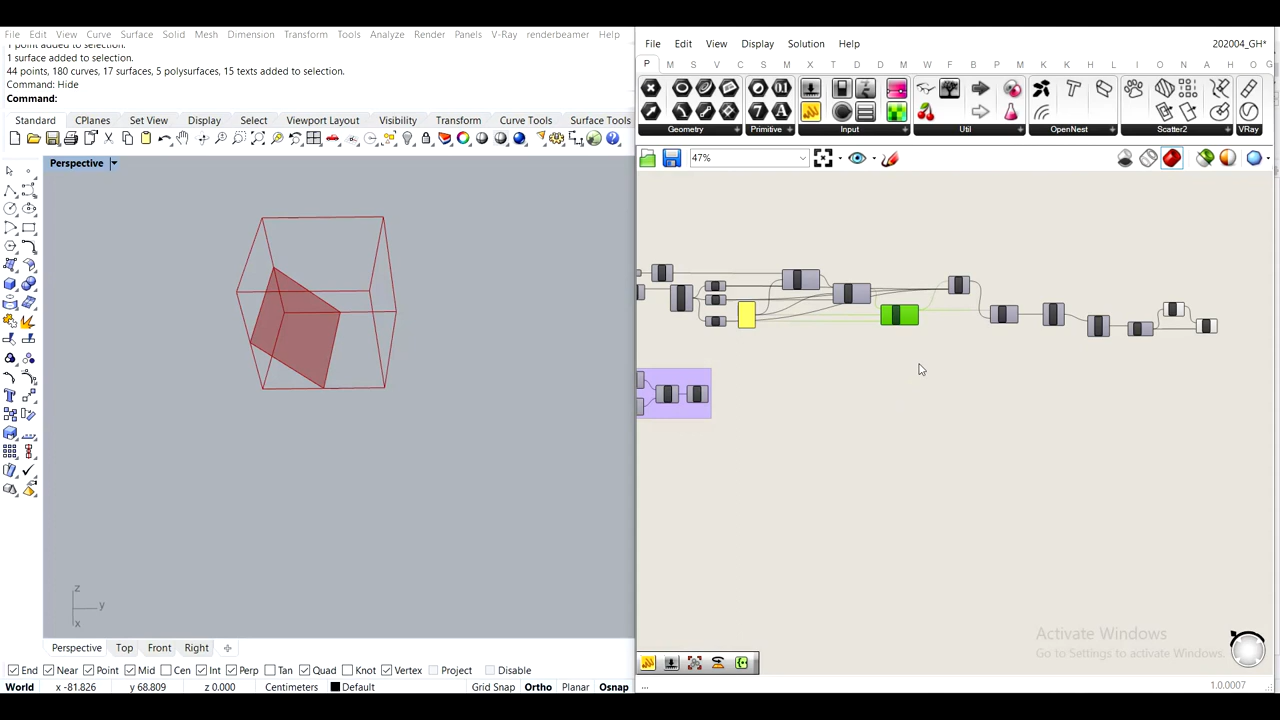 File Edit View Curve Surface Solid Mesh Dimension Transform Tools Analyze Render Panels V-Ray renderbeamer Help
1 point added to selection.
1 surface added to selection.
44 points, 180 curves, 17 surfaces, 5 polysurfaces, 15 texts added to selection.
Command: Hide
Command:
Standard CPlanes Set View Display Select Viewport Layout Transform Curve Tools Surface Tools
Perspective
z
y
x
Perspective Top Front Right
End Near Point Mid Cen Int Perp Tan Quad Knot Vertex Project Disable
World x -81.826 y 68.809 z 0.000 Centimeters Default Grid Snap Ortho Planar Osnap
File Edit View Display Solution Help 202004_GH*
P M S V C S I M X T D D M W F B C K K L I O N S A H O G
Geometry Primitive Input Util OpenNest Scatter2 VRay
47%
Activate Windows
Go to Settings to activate Windows.
... 1.0.0007